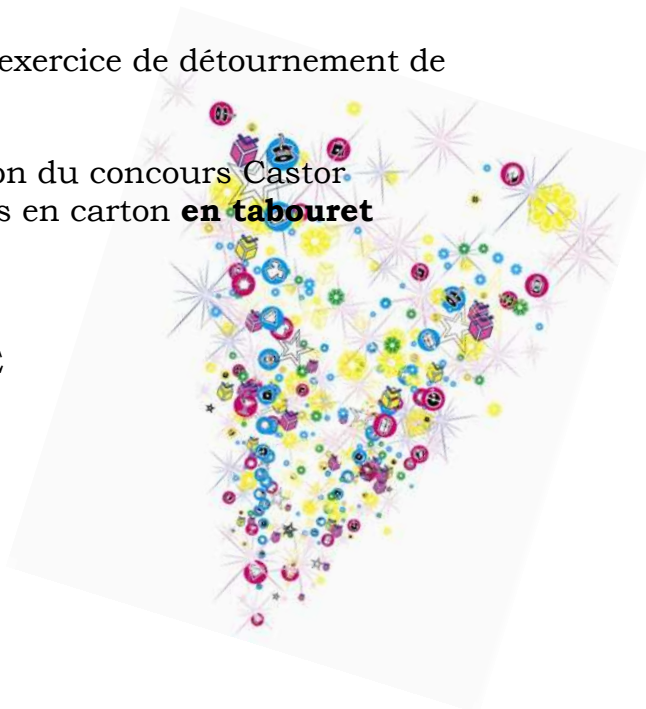 exercice de détournement de
on du concours Castor
s en carton en tabouret